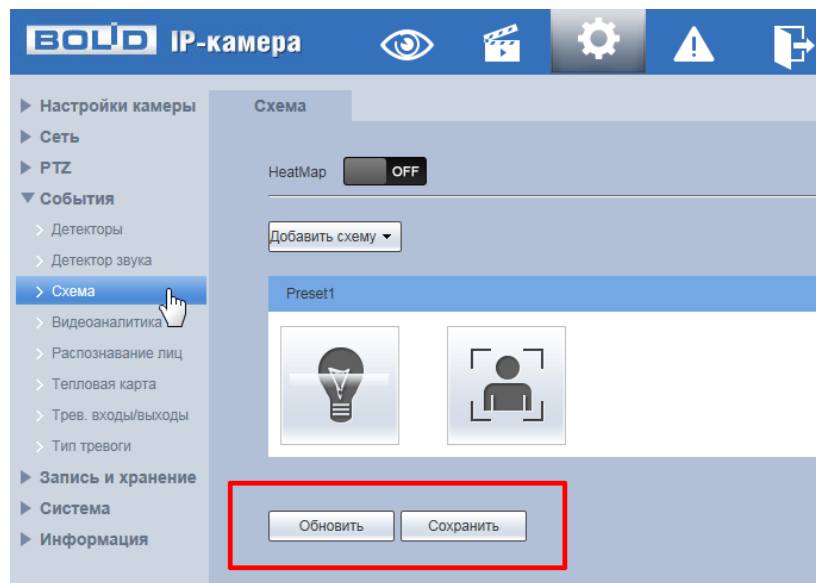 BOLID IP-камера
Настройки камеры
Сеть
PTZ
События
Детекторы
Детектор звука
Схема
Видеоаналитика
Распознавание лиц
Тепловая карта
Трев. входы/выходы
Тип тревоги
Запись и хранение
Система
Информация
Схема
HeatMap OFF
Добавить схему
Preset1
Обновить Сохранить